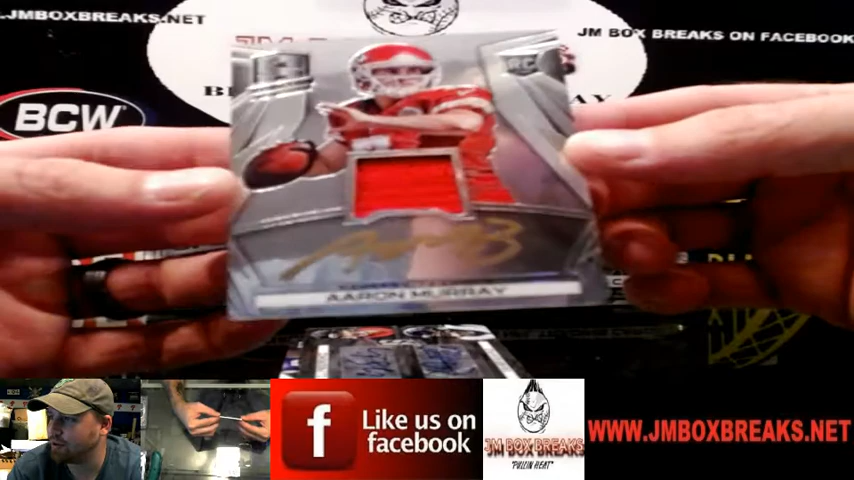 .JMBOXBREAKS.NET
JM BOX BREAKS ON FACEBOOK
BCW
RC
AARON MURRAY
f
Like us on
facebook
JM BOX BREAKS
"PULLIN HEAT"
WWW.JMBOXBREAKS.NET